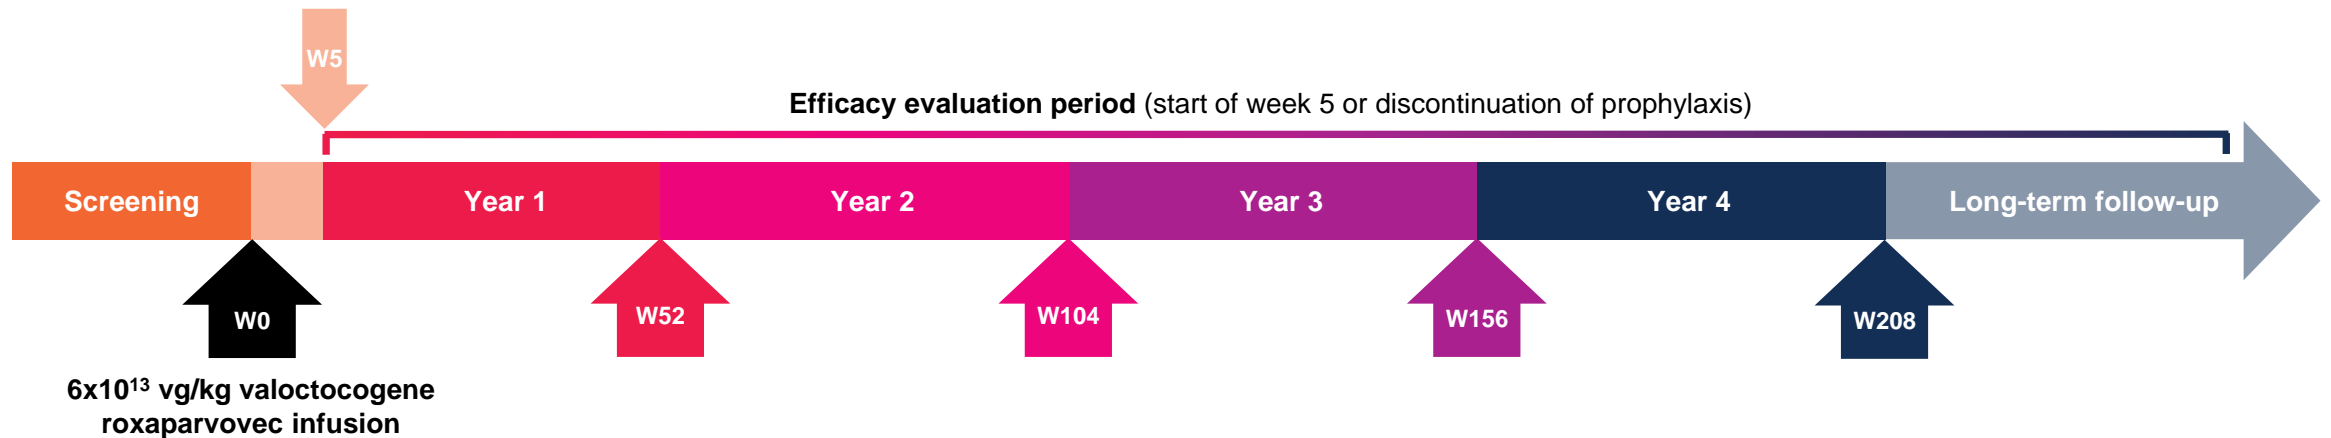 W5
Efficacy evaluation period (start of week 5 or discontinuation of prophylaxis)
Screening
Year 1
Year 2
Year 3
Year 4
Long-term follow-up
W0
W52
W104
W156
W208
6x10¹³ vg/kg valoctocogene
roxaparvovec infusion